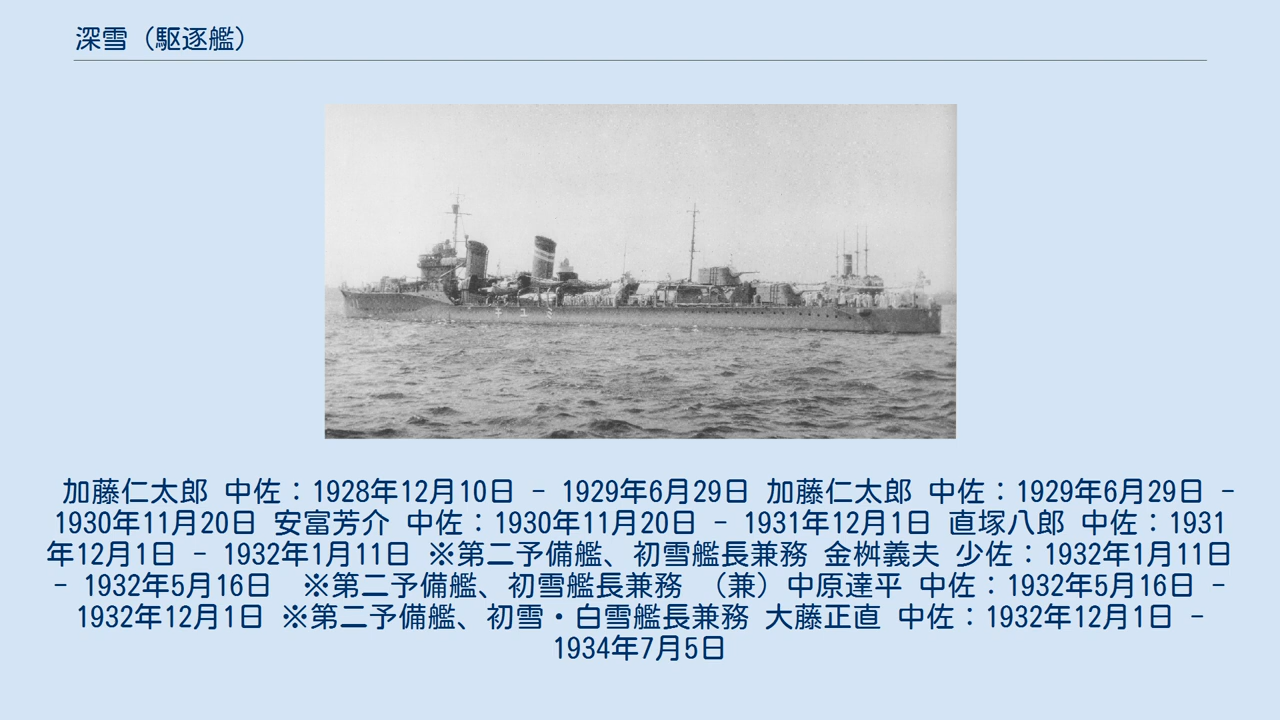 深雪（駆逐艦）
キユミ
加藤仁太郎 中佐：1928年12月10日 - 1929年6月29日 加藤仁太郎 中佐：1929年6月29日 -
1930年11月20日 安富芳介 中佐：1930年11月20日 - 1931年12月1日 直塚八郎 中佐：1931
年12月1日 - 1932年1月11日 ※第二予備艦、初雪艦長兼務 金桝義夫 少佐：1932年1月11日
- 1932年5月16日　※第二予備艦、初雪艦長兼務 （兼）中原達平 中佐：1932年5月16日 -
1932年12月1日 ※第二予備艦、初雪・白雪艦長兼務 大藤正直 中佐：1932年12月1日 -
1934年7月5日